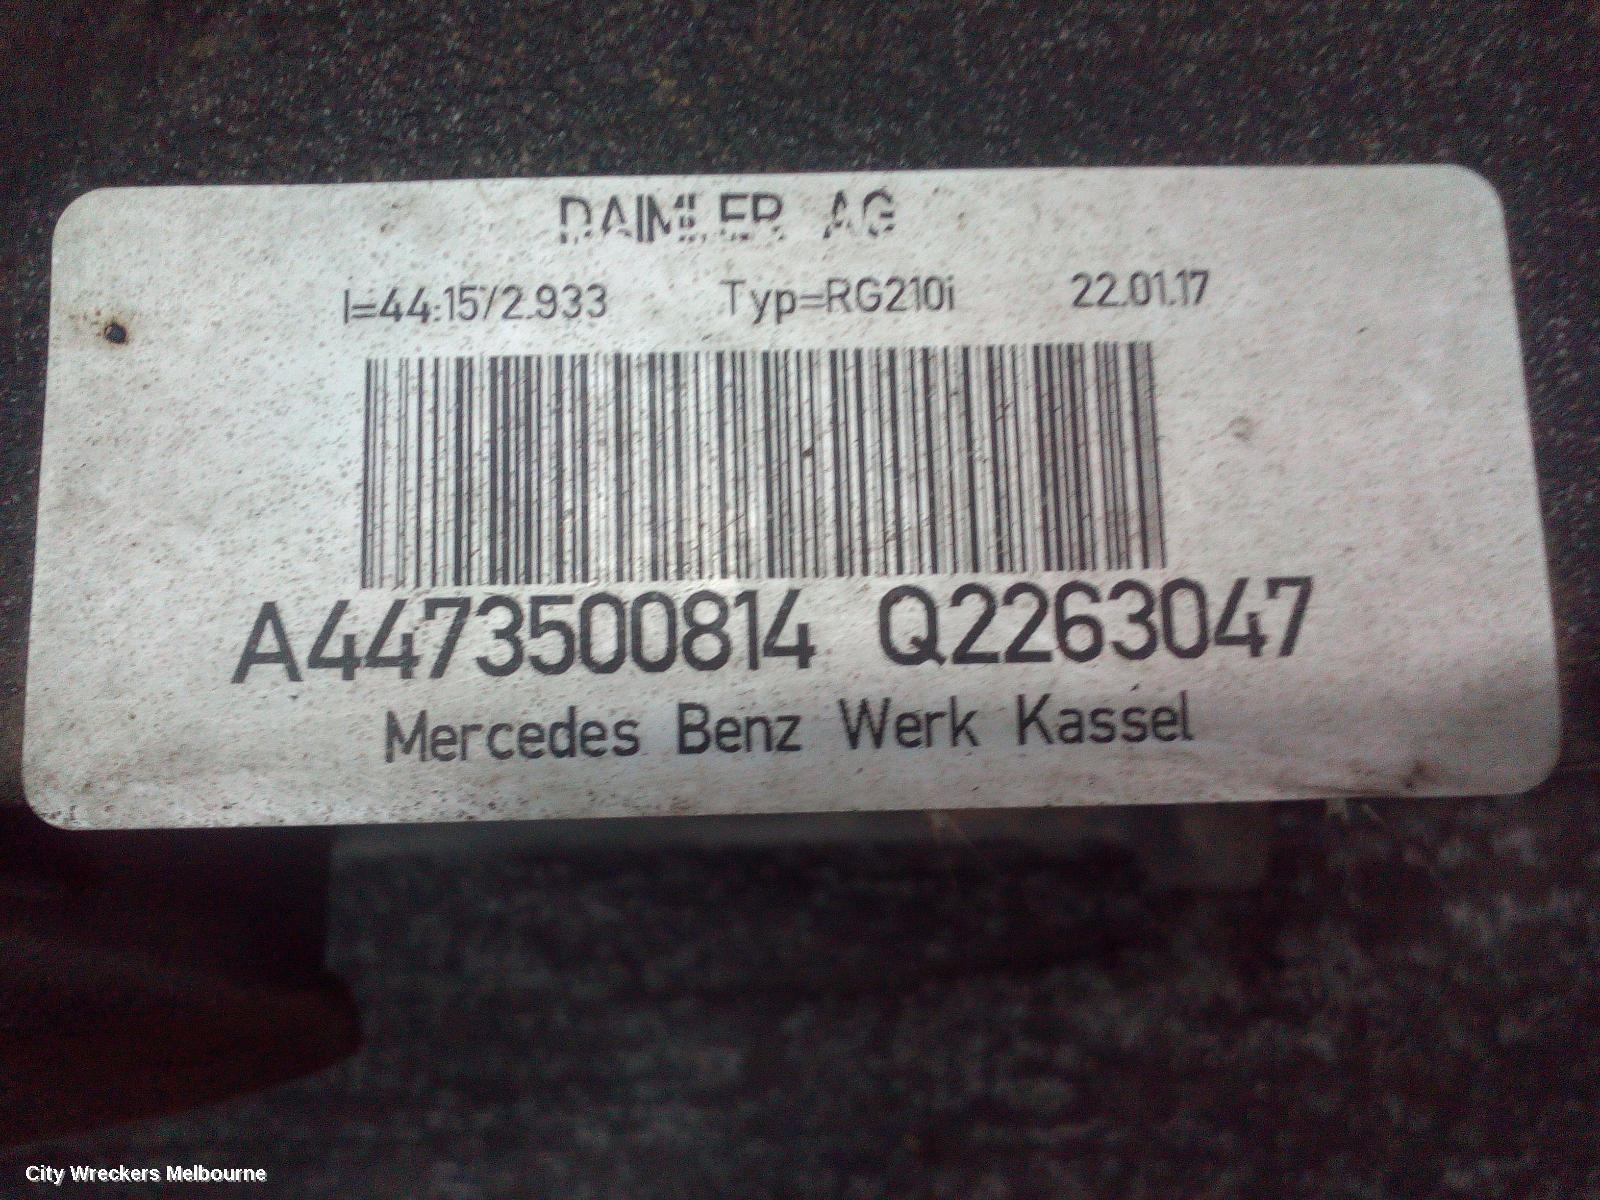 DAIMLER AG
I=44:15/2.933 Typ=RG210i 22.01.17
A4473500814 Q2263047
Mercedes Benz Werk Kassel
City Wreckers Melbourne